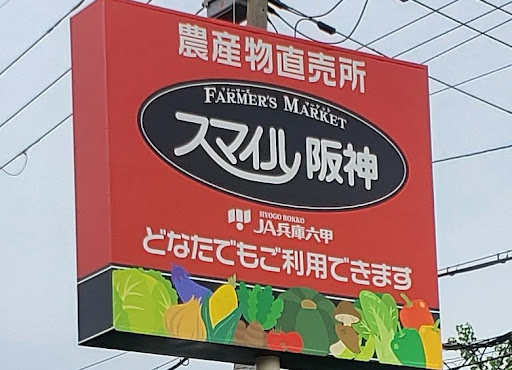 農産物直売所
ファーマーズ マーケット
FARMER'S MARKET
スマイル阪神
HYOGO ROKKO
JA兵庫六甲
どなたでもご利用できます